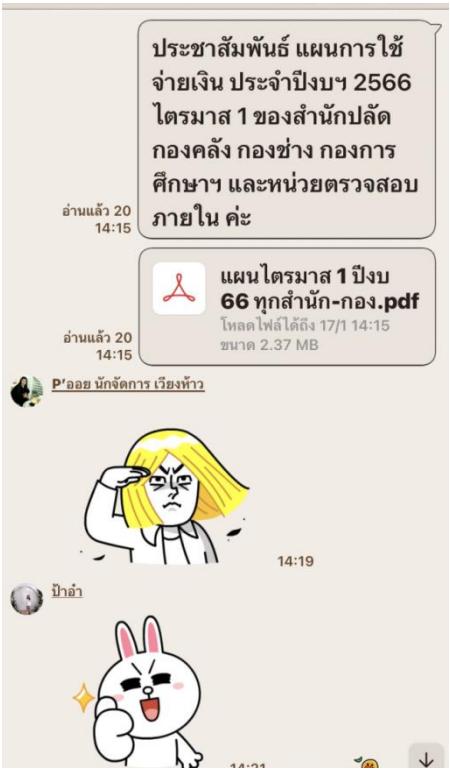 ประชาสัมพันธ์ แผนการใช้
จ่ายเงิน ประจำปีงบฯ 2566
ไตรมาส 1 ของสำนักปลัด
กองคลัง กองช่าง กองการ
ศึกษาฯ และหน่วยตรวจสอบ
ภายใน ค่ะ
อ่านแล้ว 20
14:15
แผนไตรมาส 1 ปีงบ
66 ทุกสำนัก-กอง.pdf
โหลดไฟล์ได้ถึง 17/1 14:15
ขนาด 2.37 MB
อ่านแล้ว 20
14:15
P’ออย นักจัดการ เวียงห้าว
14:19
ป้าอำ
14:21